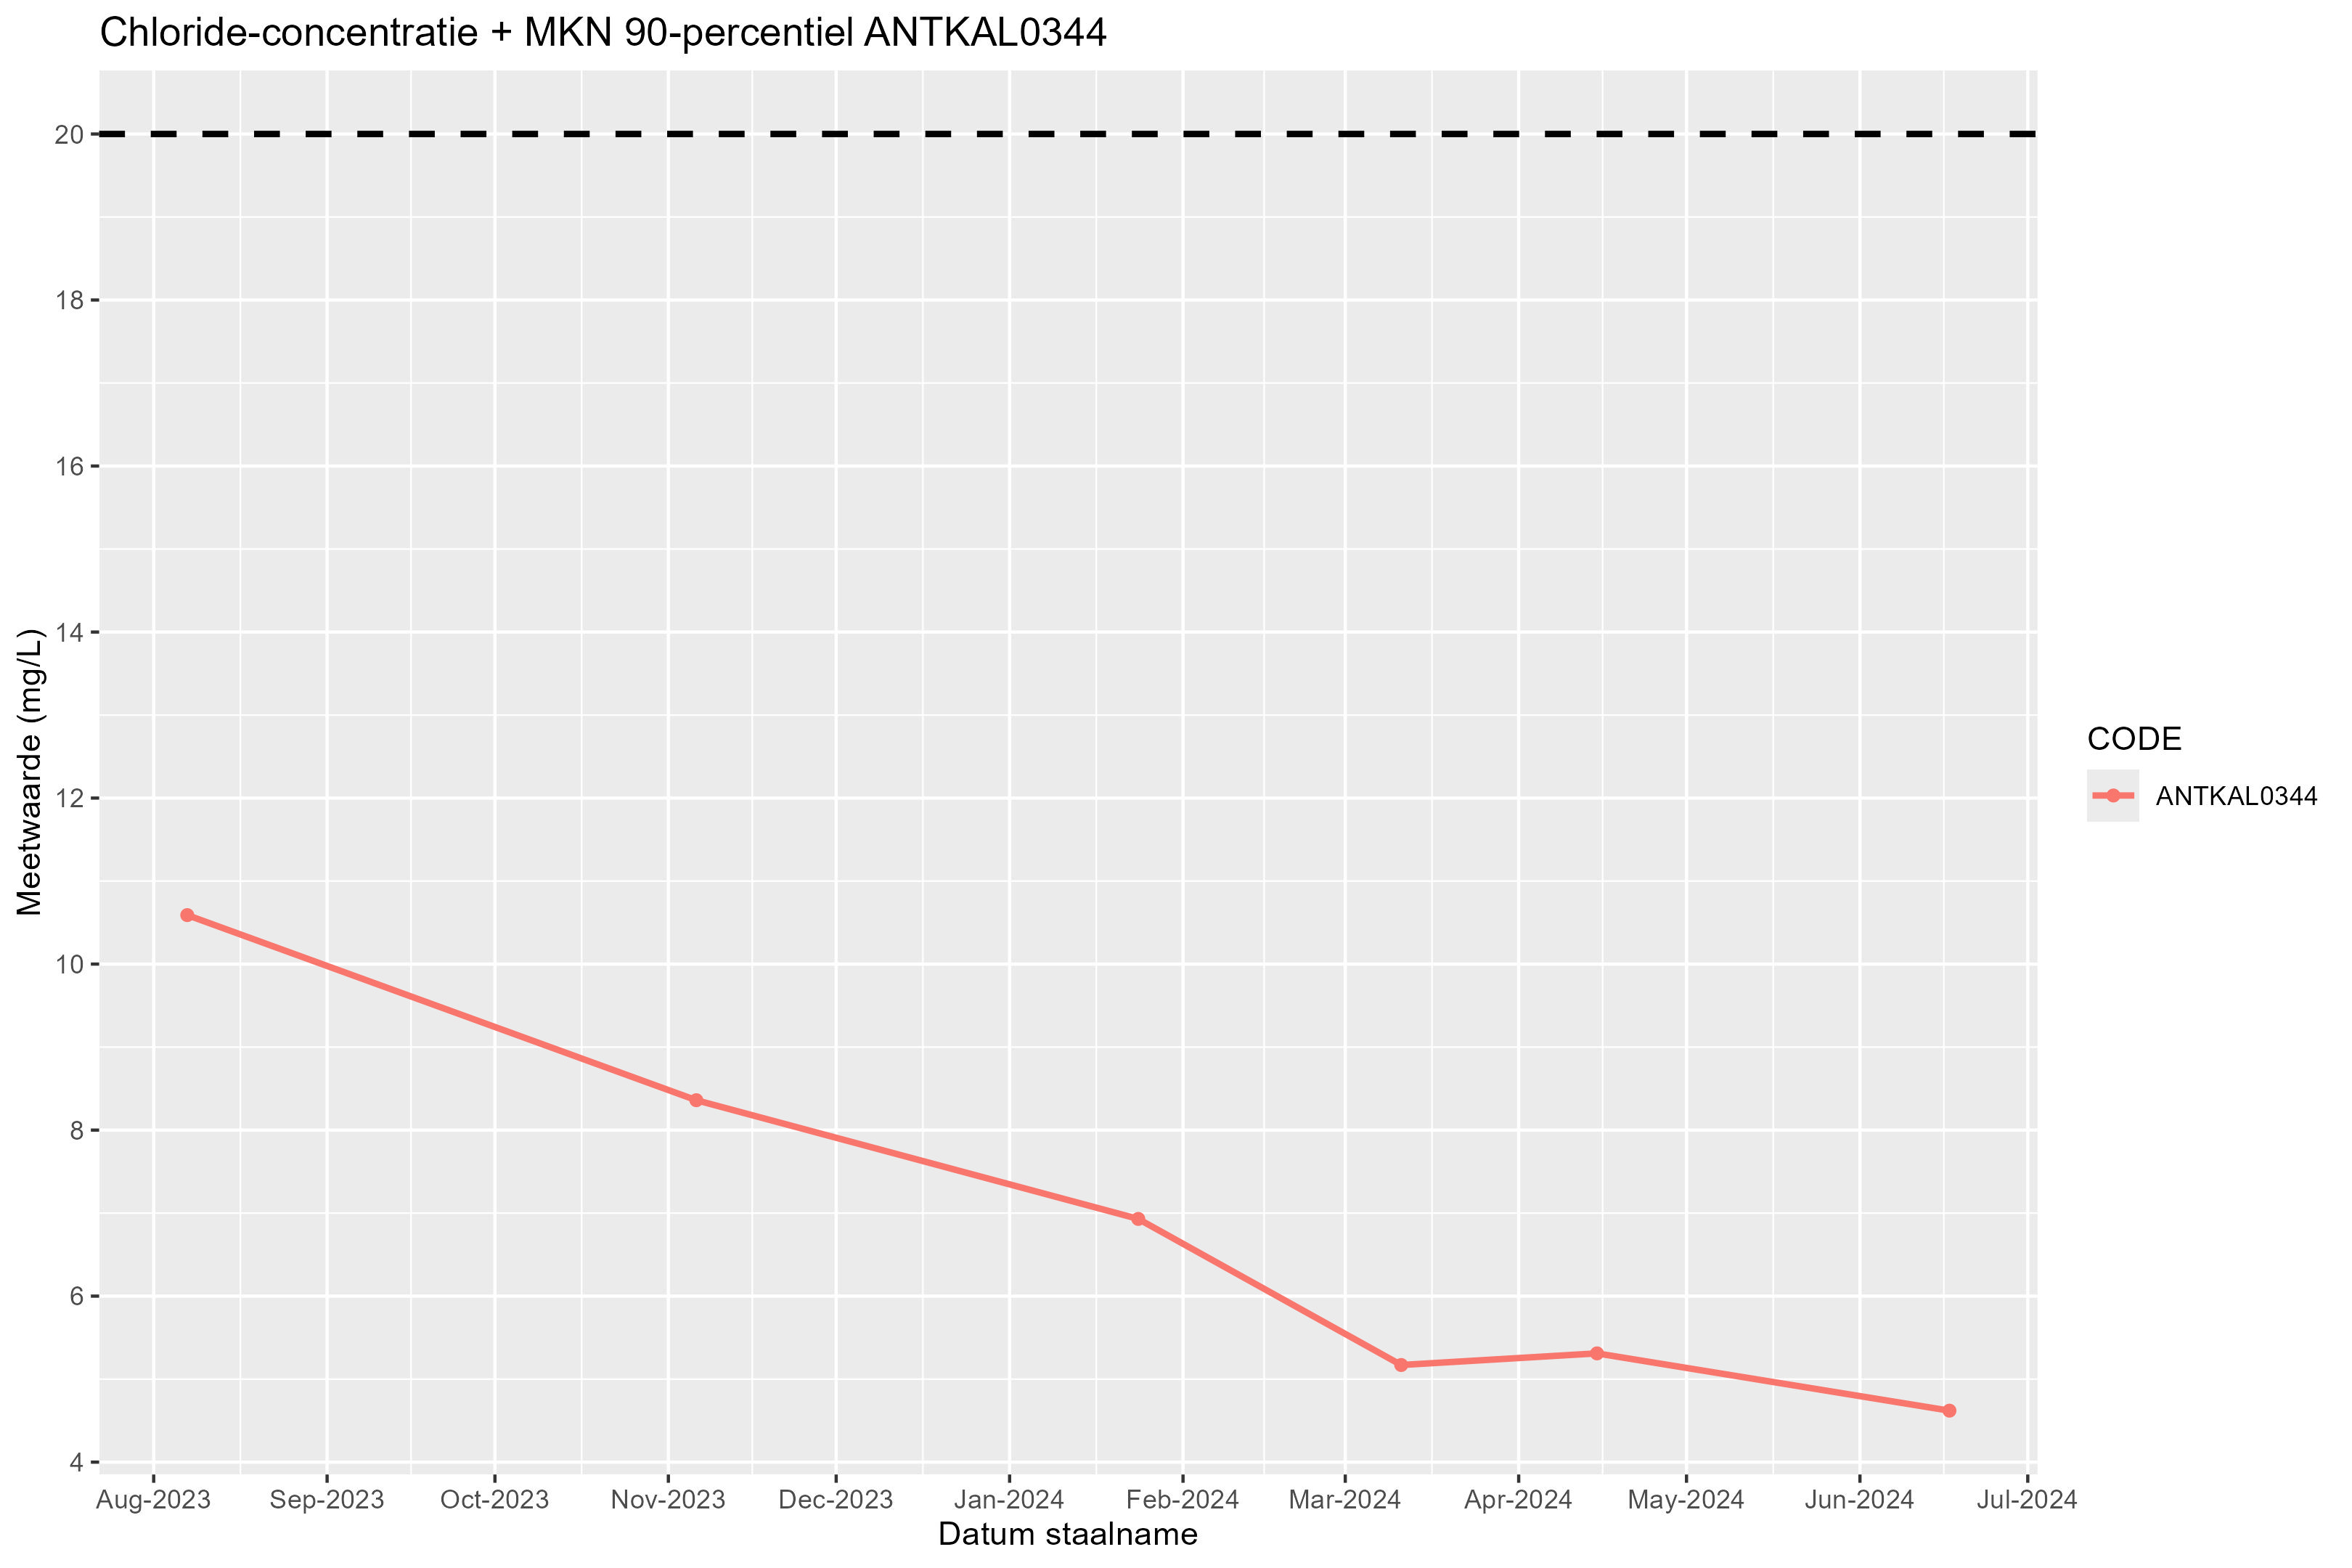 Chloride-concentratie + MKN 90-percentiel ANTKAL0344
Meetwaarde (mg/L)
20
18
16
14
12
10
8
6
4
Aug-2023 Sep-2023 Oct-2023 Nov-2023 Dec-2023 Jan-2024 Feb-2024 Mar-2024 Apr-2024 May-2024 Jun-2024 Jul-2024
Datum staalname
CODE
ANTKAL0344